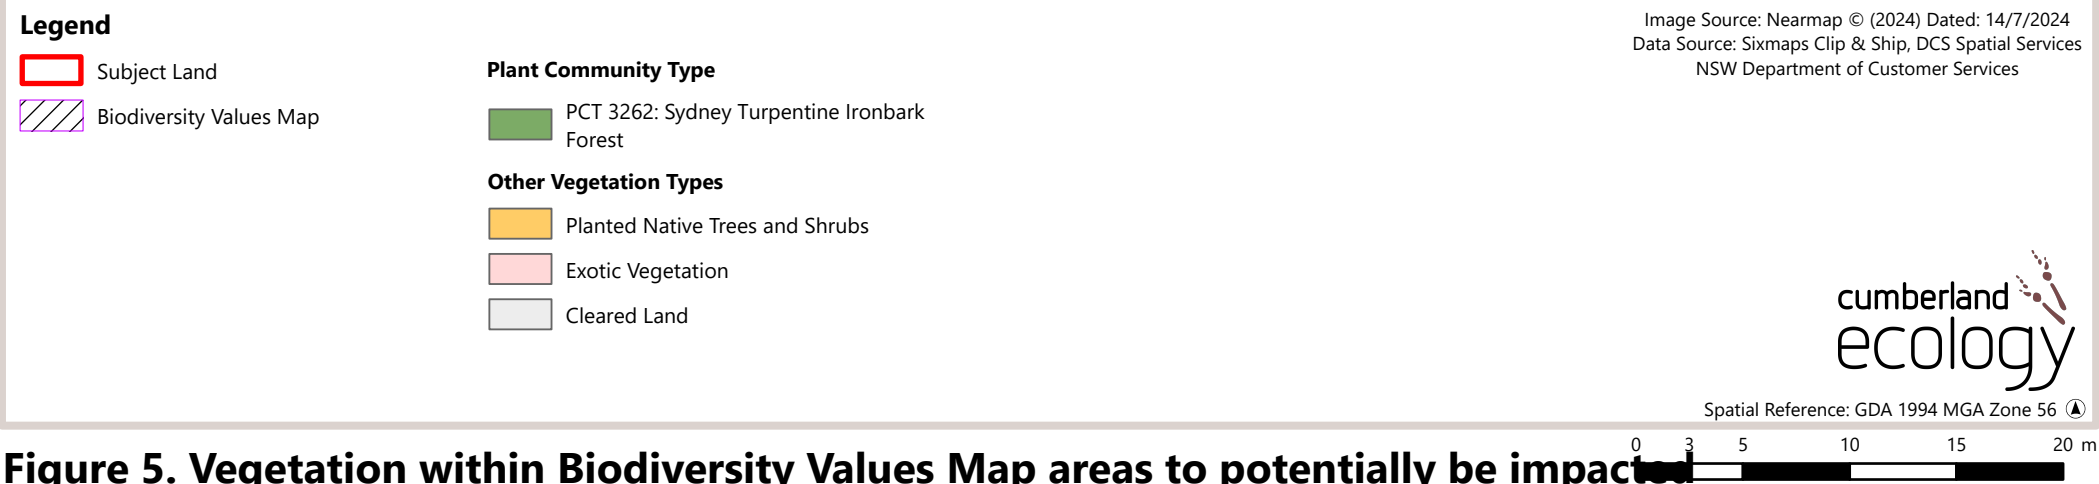 Legend
Subject Land
Biodiversity Values Map
Plant Community Type
PCT 3262: Sydney Turpentine Ironbark
Forest
Other Vegetation Types
Planted Native Trees and Shrubs
Exotic Vegetation
Cleared Land
Image Source: Nearmap © (2024) Dated: 14/7/2024
Data Source: Sixmaps Clip & Ship, DCS Spatial Services
NSW Department of Customer Services
cumberland
ecology
Spatial Reference: GDA 1994 MGA Zone 56
0 3 5 10 15 20 m
Figure 5. Vegetation within Biodiversity Values Map areas to potentially be impacted